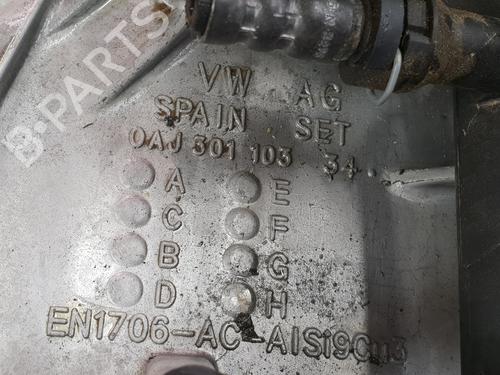 VW AG
SPAIN SET
0AJ 301 103 34.
A E
C F
B G
D H
EN1706-AC-AlSi9Cu3
B-PARTS